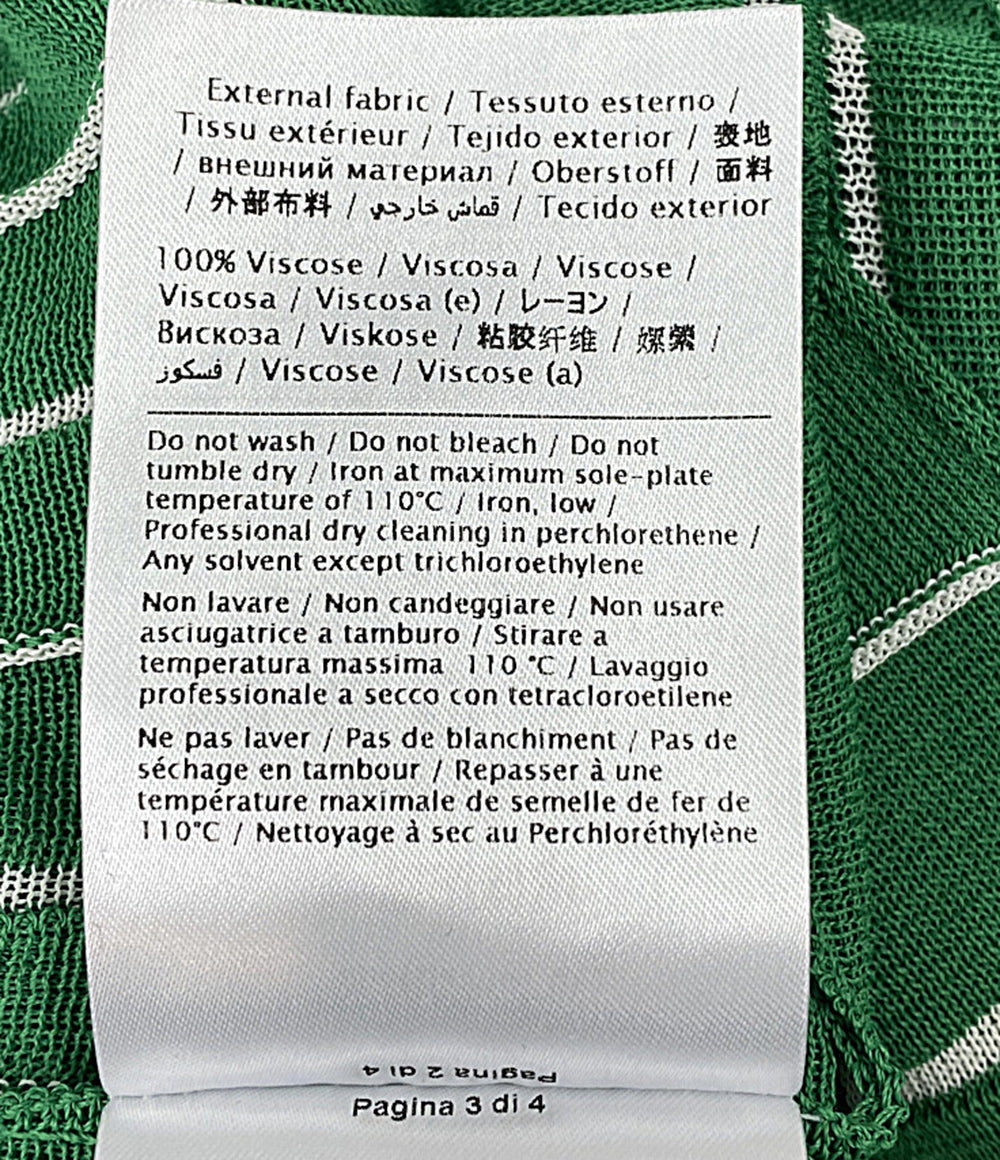 External fabric / Tessuto esterno /
Tissu extérieur / Tejido exterior / 表地
/ внешний материал / Oberstoff / 面料
/ 外部布料 / قماش خارجي / Tecido exterior
100% Viscose / Viscosa / Viscose /
Viscosa / Viscosa (e) / レーヨン /
Вискоза / Viskose / 粘胶纤维 / 嫘縈 /
فسكوز / Viscose / Viscose (a)
Do not wash / Do not bleach / Do not
tumble dry / Iron at maximum sole-plate
temperature of 110°C / Iron, low /
Professional dry cleaning in perchlorethene /
Any solvent except trichloroethylene
Non lavare / Non candeggiare / Non usare
asciugatrice a tamburo / Stirare a
temperatura massima 110 °C / Lavaggio
professionale a secco con tetracloroetilene
Ne pas laver / Pas de blanchiment / Pas de
séchage en tambour / Repasser à une
température maximale de semelle de fer de
110°C / Nettoyage à sec au Perchloréthylène
Pagina 2 di 4
Pagina 3 di 4